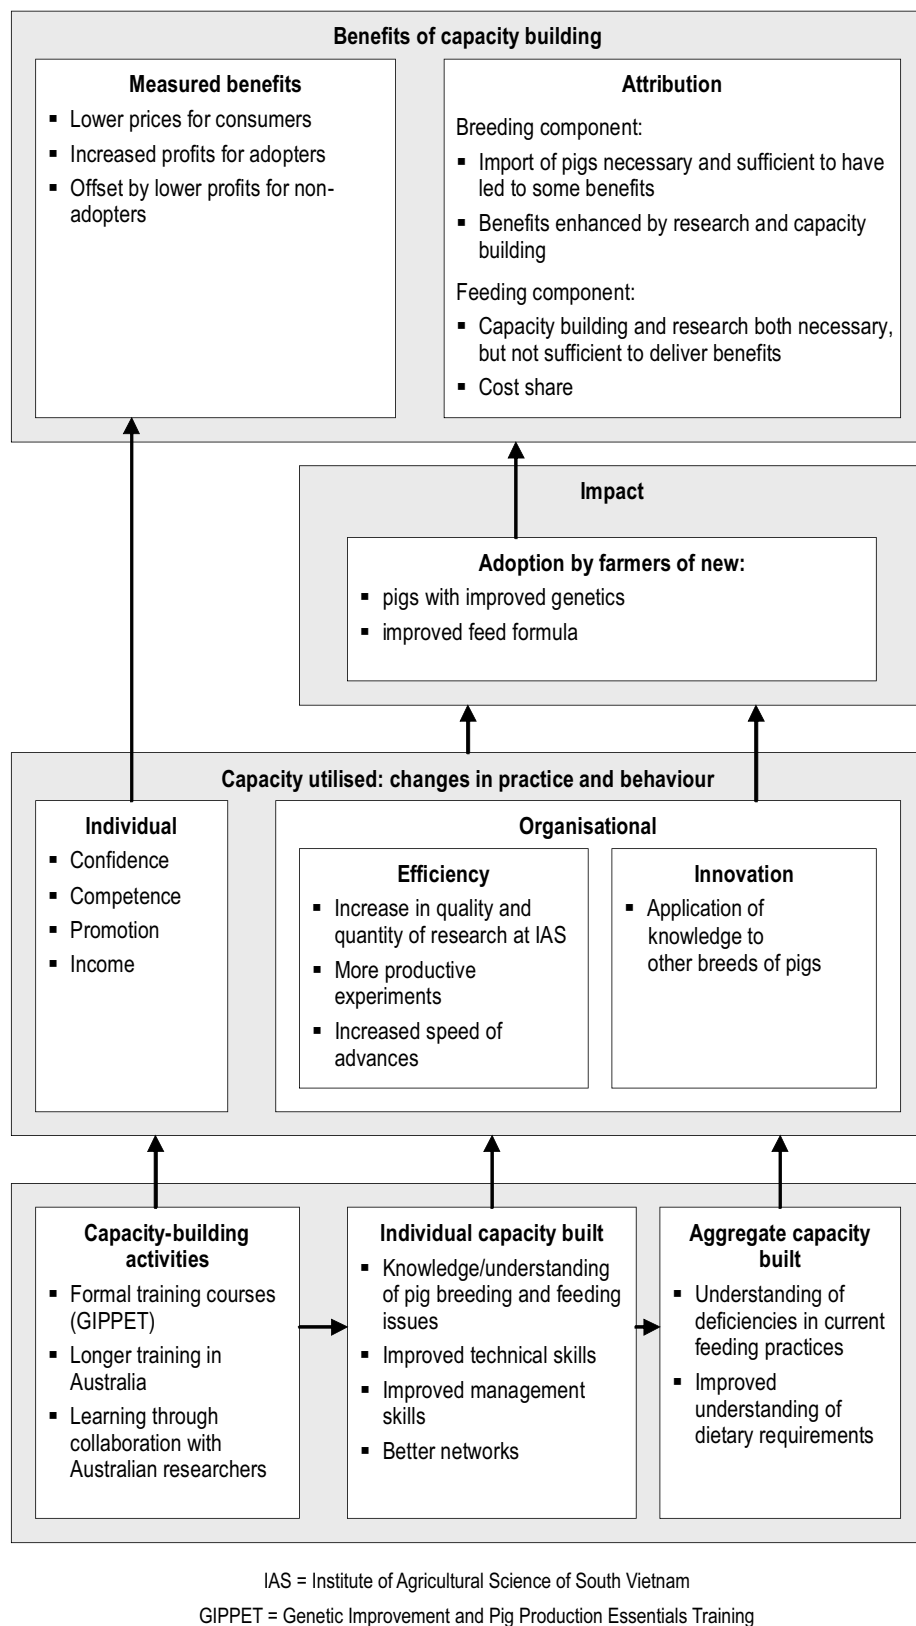 Benefits of capacity building
Measured benefits
▪ Lower prices for consumers
▪ Increased profits for adopters
▪ Offset by lower profits for non-
adopters
Attribution
Breeding component:
▪ Import of pigs necessary and sufficient to have
led to some benefits
▪ Benefits enhanced by research and capacity
building
Feeding component:
▪ Capacity building and research both necessary,
but not sufficient to deliver benefits
▪ Cost share
Impact
Adoption by farmers of new:
▪ pigs with improved genetics
▪ improved feed formula
Capacity utilised: changes in practice and behaviour
Individual
▪ Confidence
▪ Competence
▪ Promotion
▪ Income
Organisational
Efficiency
▪ Increase in quality and
quantity of research at IAS
▪ More productive
experiments
▪ Increased speed of
advances
Innovation
▪ Application of
knowledge to
other breeds of pigs
Capacity-building
activities
▪ Formal training courses
(GIPPET)
▪ Longer training in
Australia
▪ Learning through
collaboration with
Australian researchers
Individual capacity built
▪ Knowledge/understanding
of pig breeding and feeding
issues
▪ Improved technical skills
▪ Improved management
skills
▪ Better networks
Aggregate capacity
built
▪ Understanding of
deficiencies in current
feeding practices
▪ Improved
understanding of
dietary requirements
IAS = Institute of Agricultural Science of South Vietnam
GIPPET = Genetic Improvement and Pig Production Essentials Training